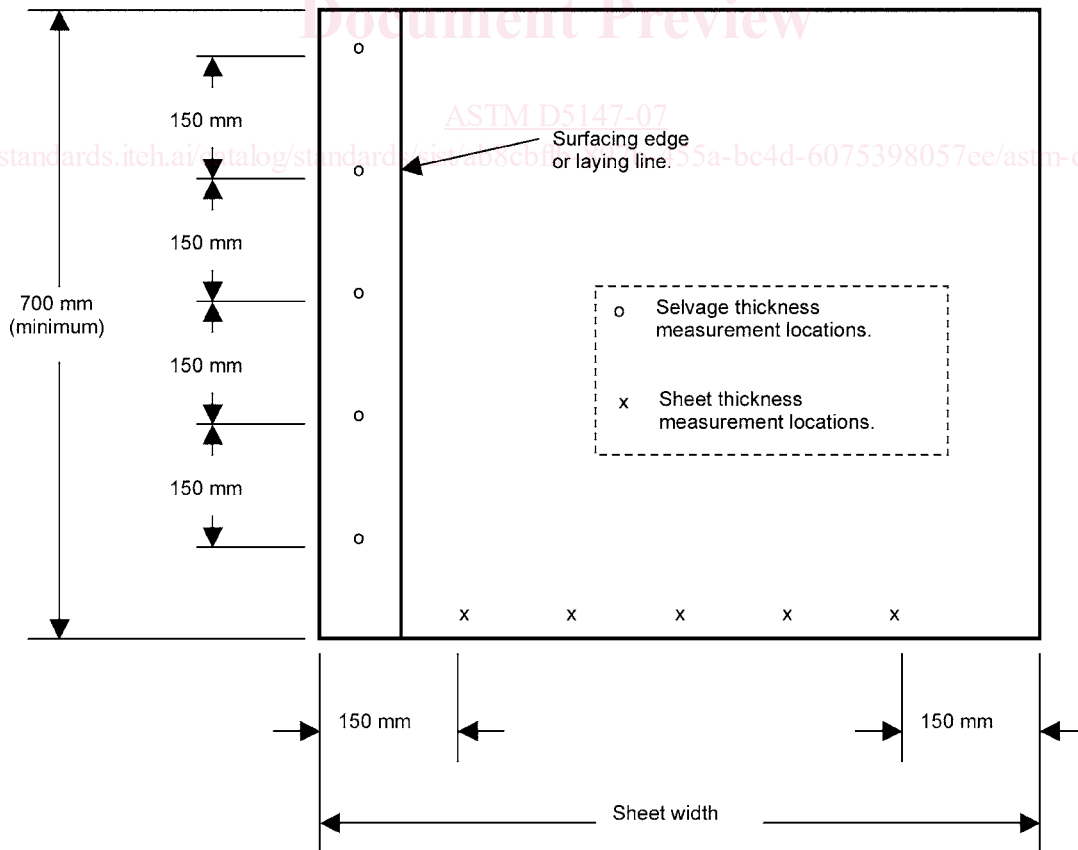 Document Preview
o
150 mm
ASTM D5147-07
Surfacing edge
or laying line.
o
150 mm
o
700 mm
(minimum)
o Selvage thickness
measurement locations.
150 mm
x Sheet thickness
measurement locations.
o
150 mm
o
x x x x x
150 mm 150 mm
Sheet width